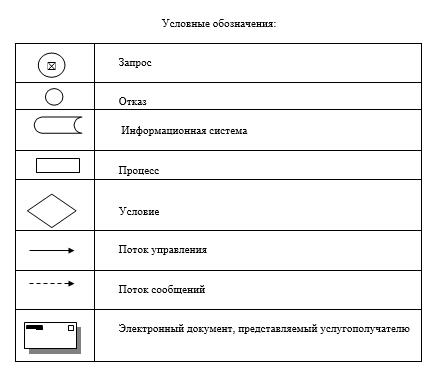 Условные обозначения:
Запрос
Отказ
Информационная система
Процесс
Условие
Поток управления
Поток сообщений
Электронный документ, представляемый услугополучателю